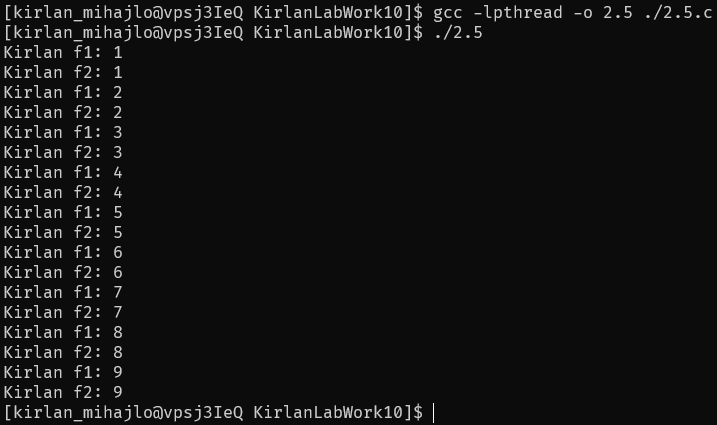 [kirlan_mihajlo@vpsj3IeQ KirlanLabWork10]$ gcc -lpthread -o 2.5 ./2.5.c
[kirlan_mihajlo@vpsj3IeQ KirlanLabWork10]$ ./2.5
Kirlan f1: 1
Kirlan f2: 1
Kirlan f1: 2
Kirlan f2: 2
Kirlan f1: 3
Kirlan f2: 3
Kirlan f1: 4
Kirlan f2: 4
Kirlan f1: 5
Kirlan f2: 5
Kirlan f1: 6
Kirlan f2: 6
Kirlan f1: 7
Kirlan f2: 7
Kirlan f1: 8
Kirlan f2: 8
Kirlan f1: 9
Kirlan f2: 9
[kirlan_mihajlo@vpsj3IeQ KirlanLabWork10]$